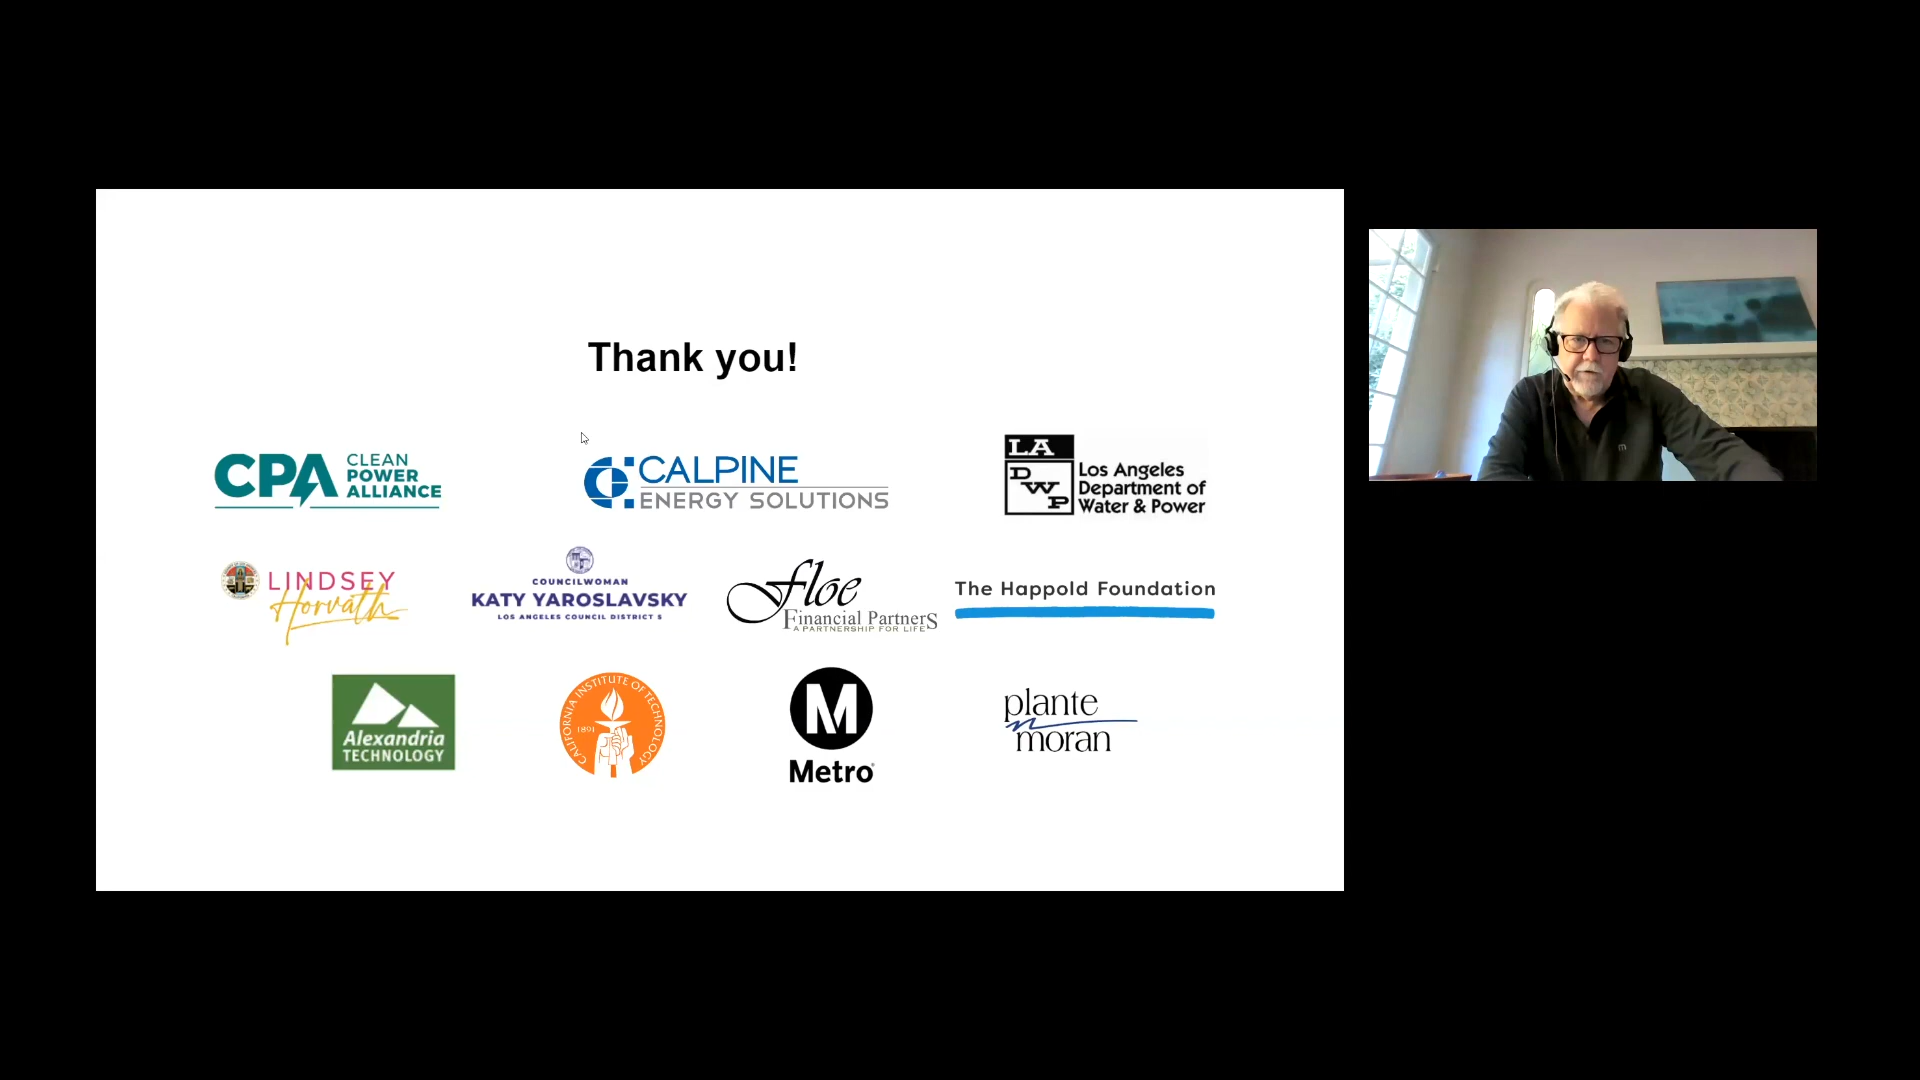 Thank you!
CPA CLEAN
POWER
ALLIANCE
CALPINE
ENERGY SOLUTIONS
LA
DWP
Los Angeles
Department of
Water & Power
LINDSEY
Horvath
COUNCILWOMAN
KATY YAROSLAVSKY
LOS ANGELES COUNCIL DISTRICT 5
floe
Financial PartnerS
A PARTNERSHIP FOR LIFE
The Happold Foundation
Alexandria
TECHNOLOGY
CALIFORNIA INSTITUTE OF TECHNOLOGY
1891
M
Metro
plante
moran